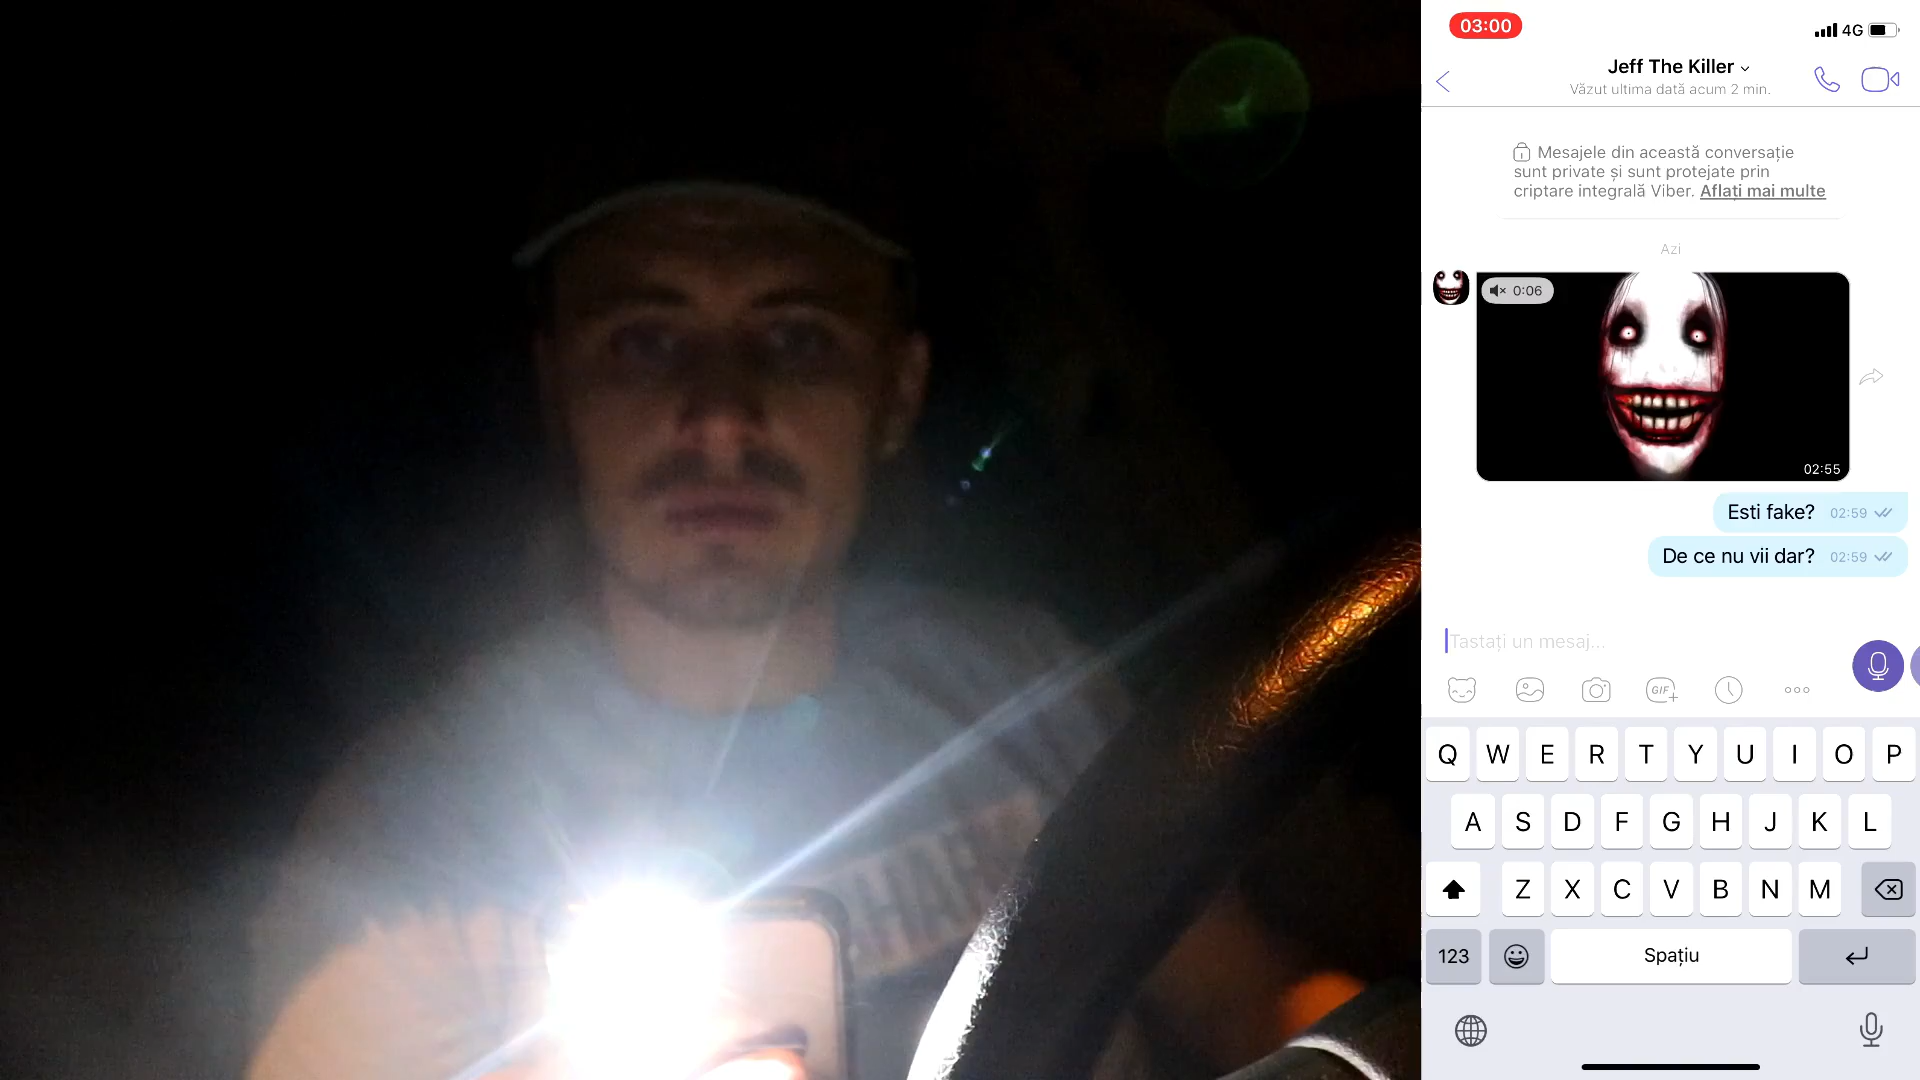 03:00
4G
Jeff The Killer
Văzut ultima dată acum 2 min.
Mesajele din această conversație
sunt private și sunt protejate prin
criptare integrală Viber. Aflați mai multe
Azi
0:06
02:55
Esti fake? 02:59
De ce nu vii dar? 02:59
Tastați un mesaj...
GIF
Q W E R T Y U I O P
A S D F G H J K L
Z X C V B N M
123 Spațiu